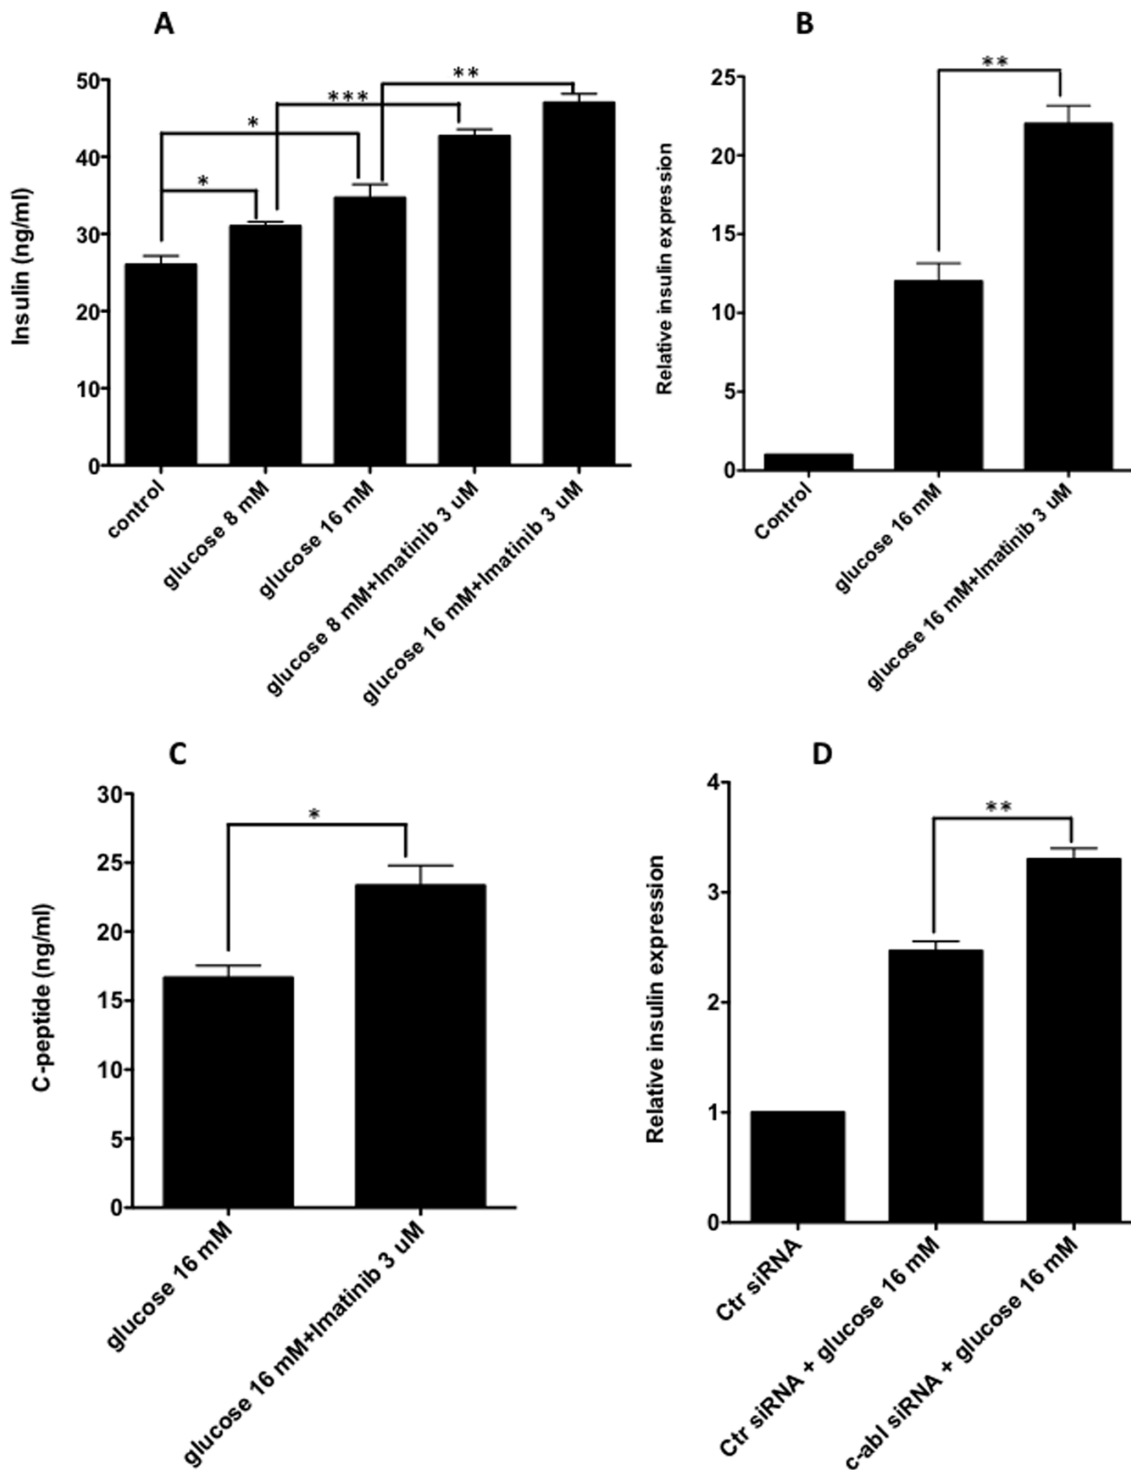 A
Insulin (ng/ml)
50
40
30
20
10
0
*
*
***
**
control
glucose 8 mM
glucose 16 mM
glucose 8 mM+Imatinib 3 uM
glucose 16 mM+Imatinib 3 uM
B
Relative insulin expression
25
20
15
10
5
0
**
Control
glucose 16 mM
glucose 16 mM+Imatinib 3 uM
C
C-peptide (ng/ml)
30
25
20
15
10
5
0
*
glucose 16 mM
glucose 16 mM+Imatinib 3 uM
D
Relative insulin expression
4
3
2
1
0
**
Ctr siRNA
Ctr siRNA + glucose 16 mM
c-abl siRNA + glucose 16 mM